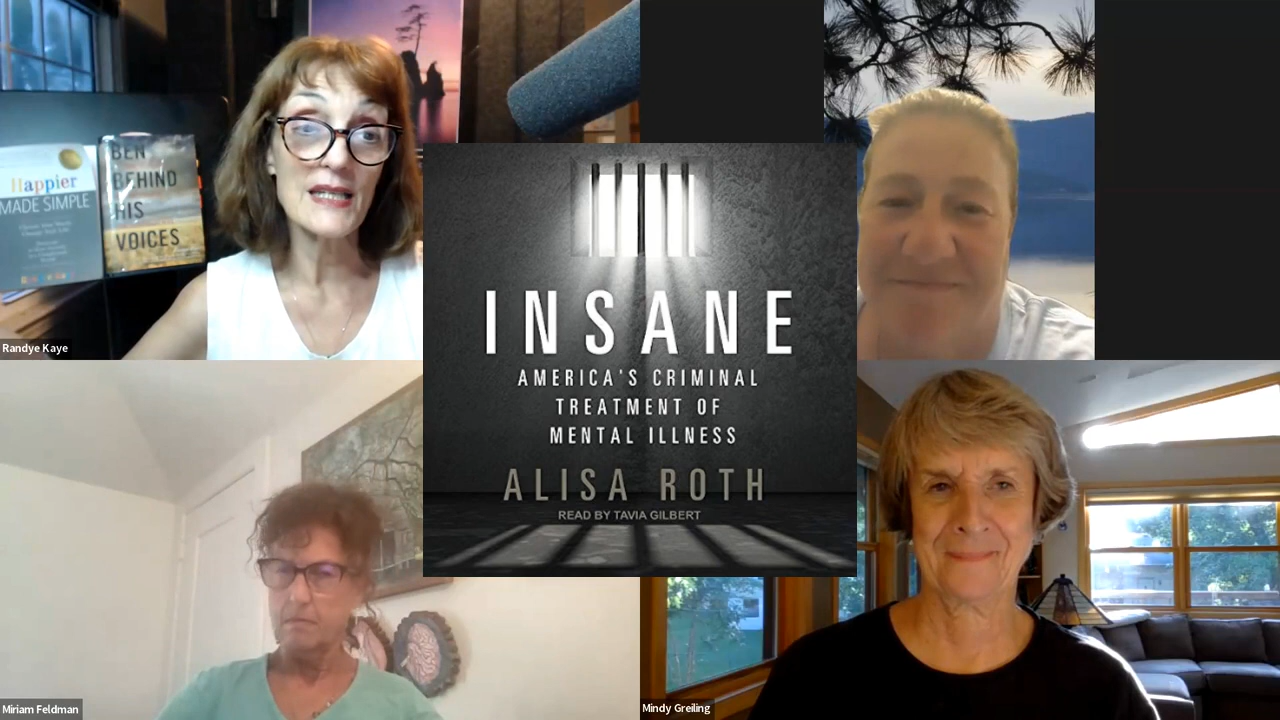 Happier
MADE SIMPLE
BEN
BEHIND
HIS
VOICES
Randye Kaye
INSANE
AMERICA'S CRIMINAL
TREATMENT OF
MENTAL ILLNESS
ALISA ROTH
READ BY TAVIA GILBERT
Miriam Feldman
Mindy Greiling